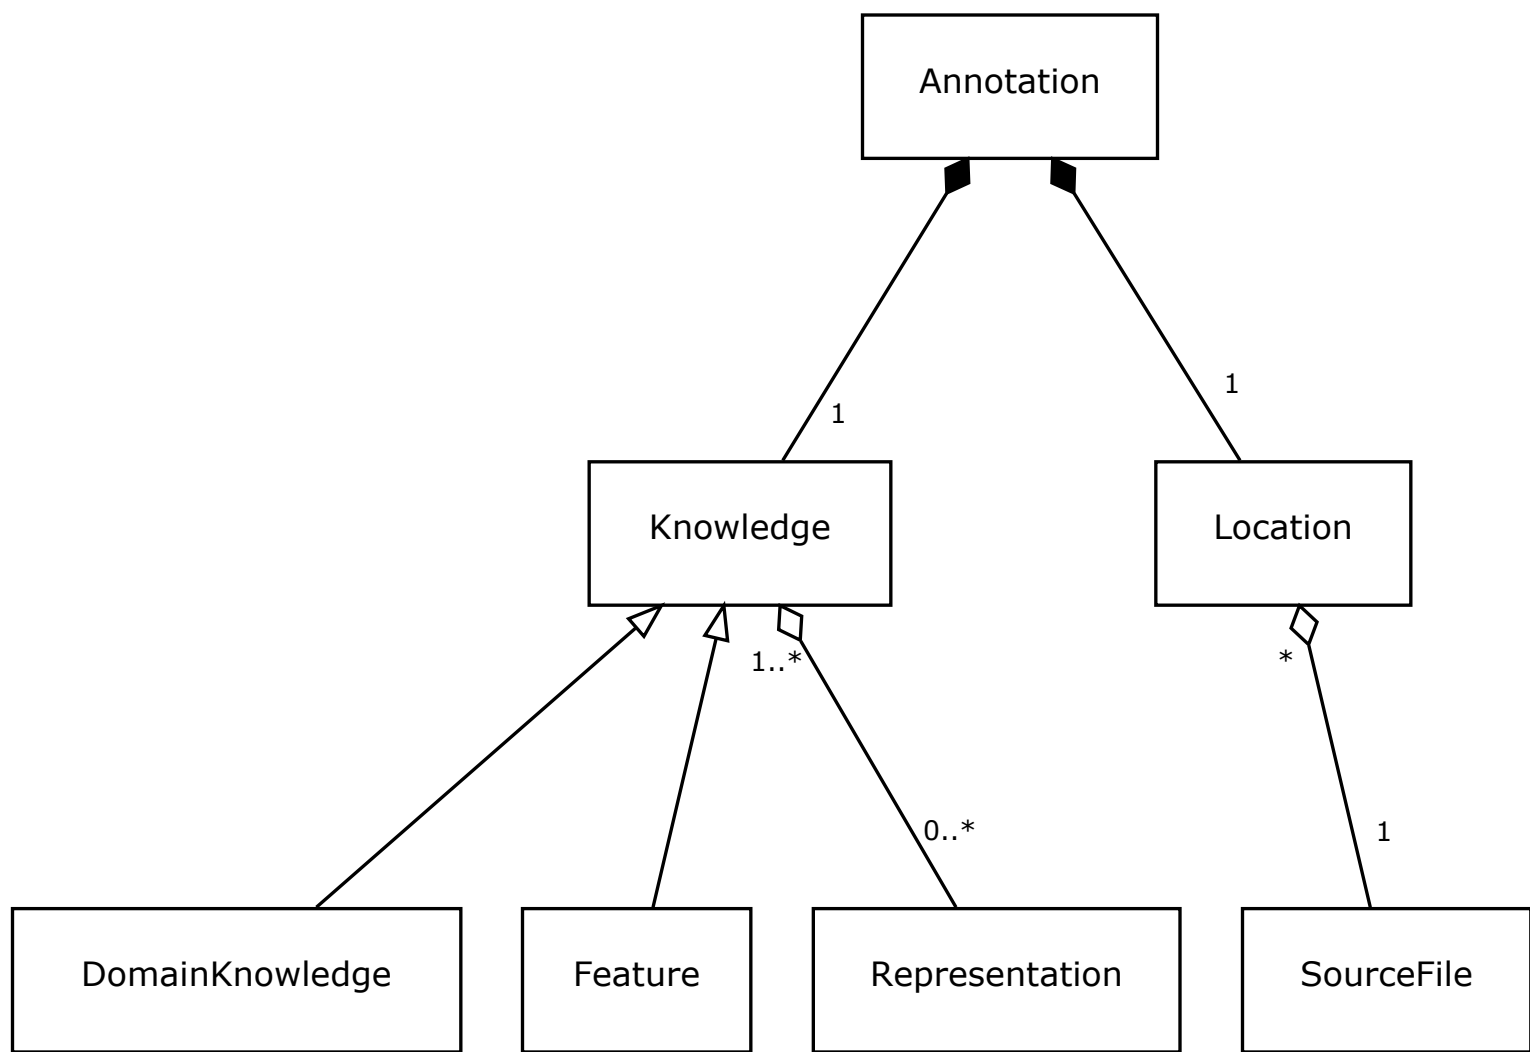 Annotation
1
1
Knowledge
Location
1..*
*
0..*
1
DomainKnowledge
Feature
Representation
SourceFile